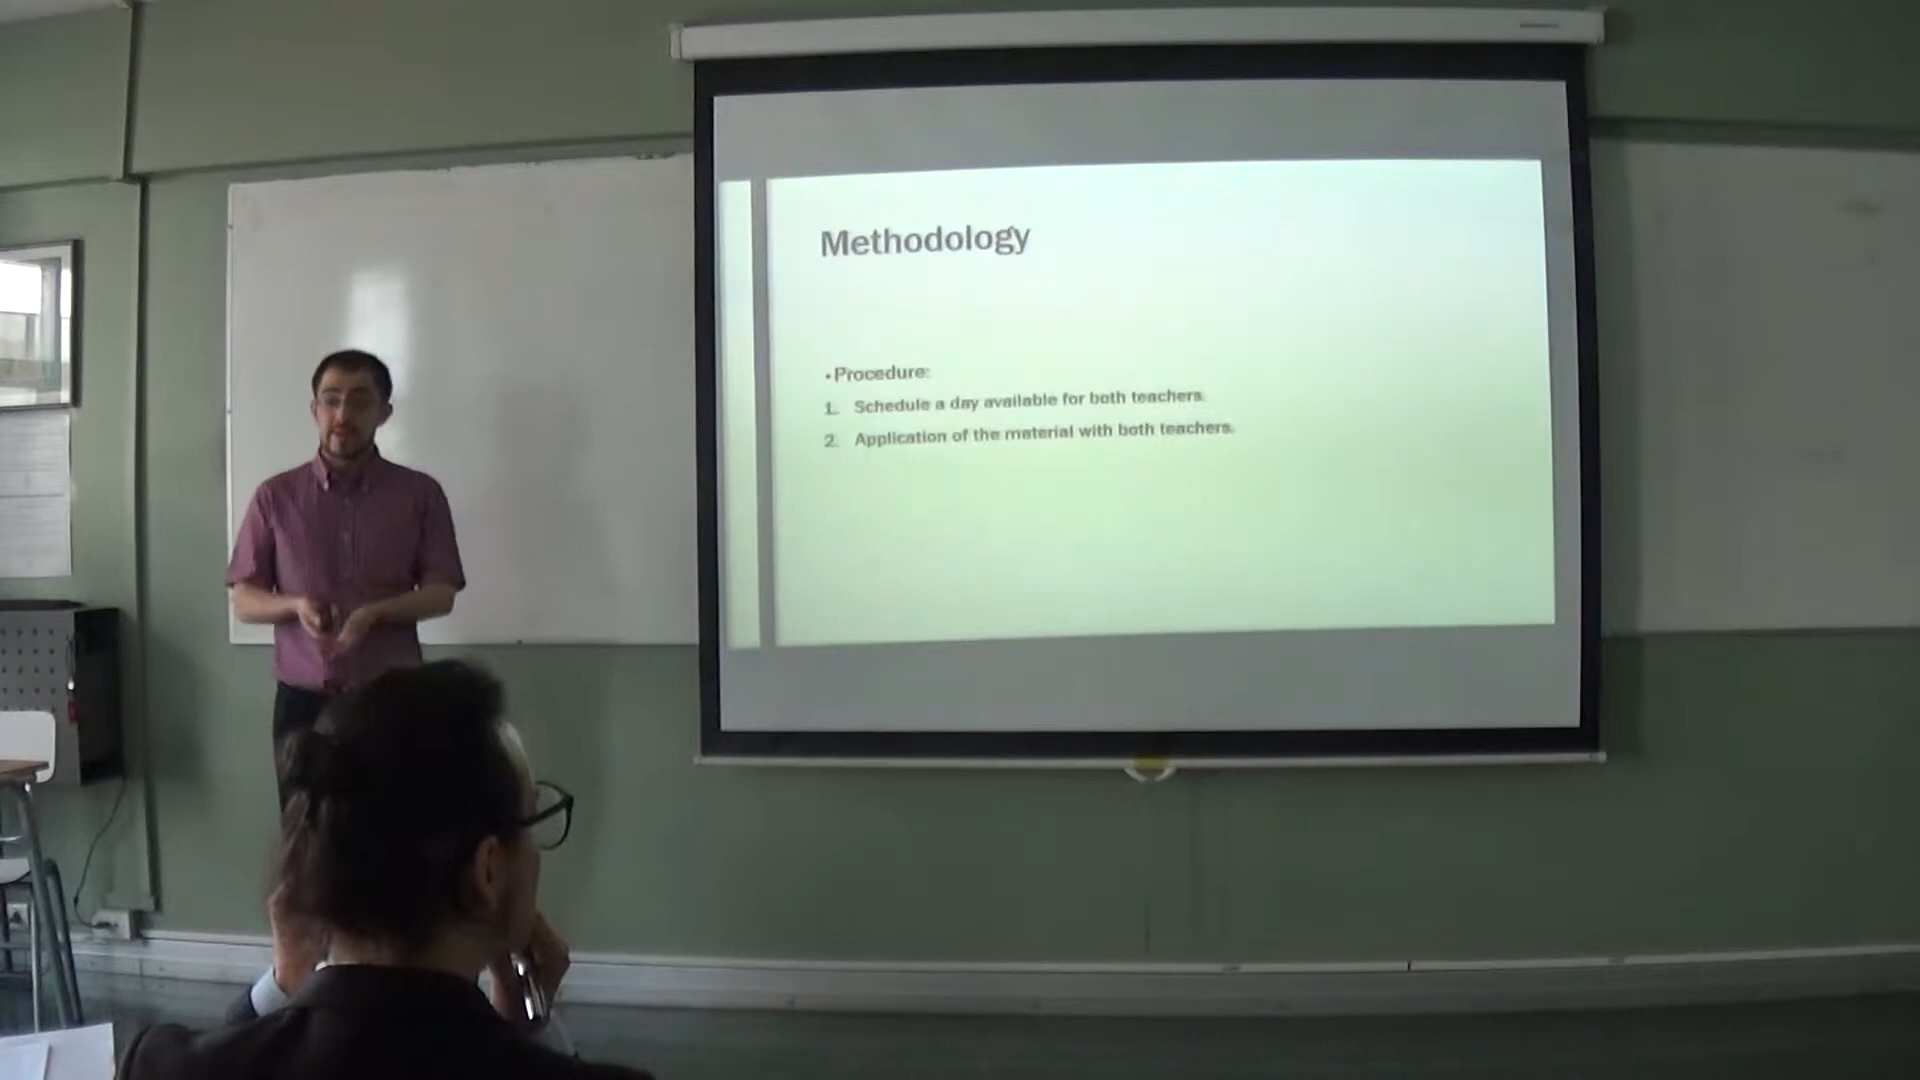 Methodology
• Procedure:
1. Schedule a day available for both teachers.
2. Application of the material with both teachers.